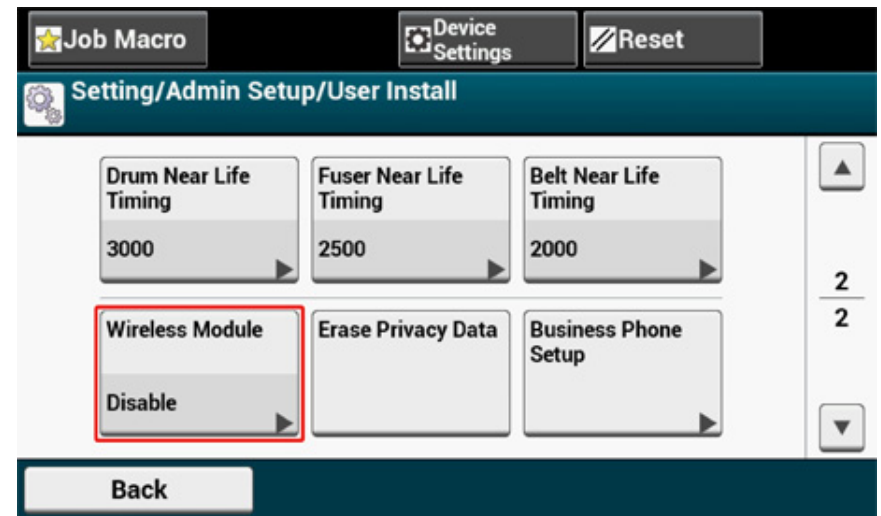 Job Macro
Device
Settings
Reset
Setting/Admin Setup/User Install
Drum Near Life
Timing
3000
Fuser Near Life
Timing
2500
Belt Near Life
Timing
2000
2
2
Wireless Module
Disable
Erase Privacy Data
Business Phone
Setup
Back